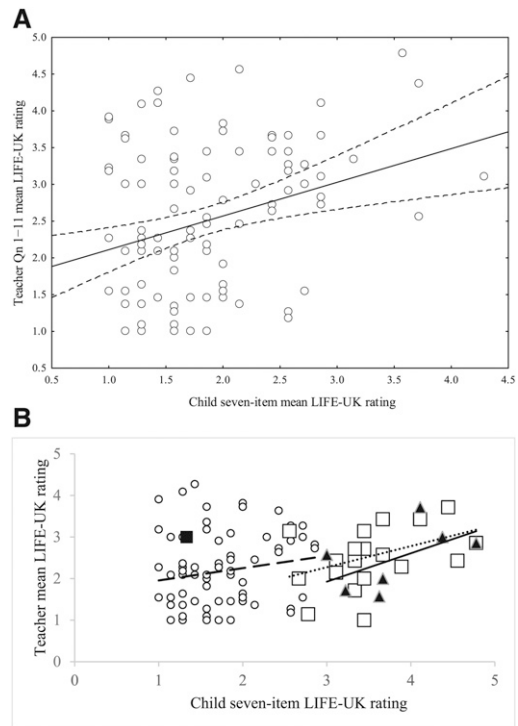 A
5.0
4.5
4.0
3.5
3.0
2.5
2.0
1.5
1.0
0.5
Teacher Qn 1–11 mean LIFE-UK rating
0.5 1.0 1.5 2.0 2.5 3.0 3.5 4.0 4.5
Child seven-item mean LIFE-UK rating
B
5
4
3
2
1
0
Teacher mean LIFE-UK rating
0 1 2 3 4 5
Child seven-item LIFE-UK rating